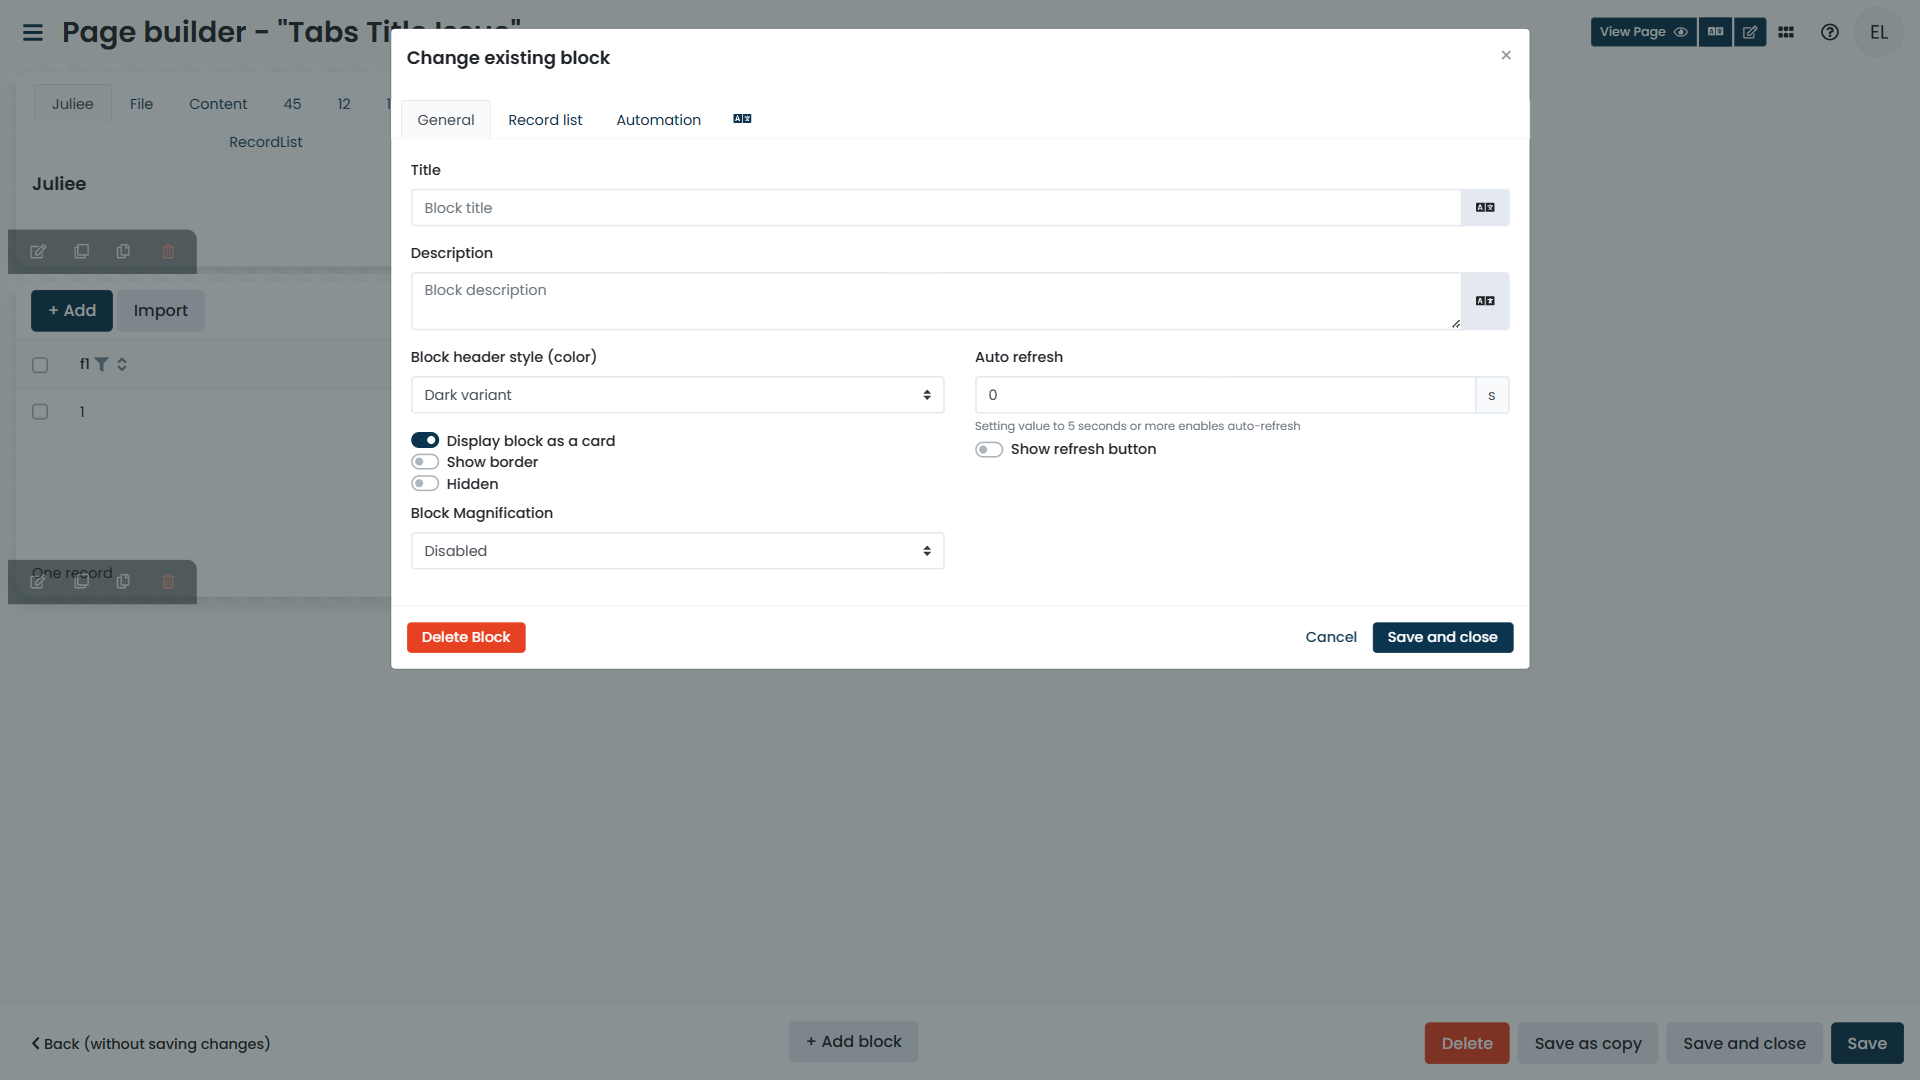 Page builder - "Tabs Title Issue"
View Page
EL
Juliee
File
Content
45
12
RecordList
Juliee
+ Add
Import
f1
1
One record
Change existing block
×
General
Record list
Automation
Title
Block title
Description
Block description
Block header style (color)
Auto refresh
Dark variant
0
s
Setting value to 5 seconds or more enables auto-refresh
Display block as a card
Show refresh button
Show border
Hidden
Block Magnification
Disabled
Delete Block
Cancel
Save and close
Back (without saving changes)
+ Add block
Delete
Save as copy
Save and close
Save